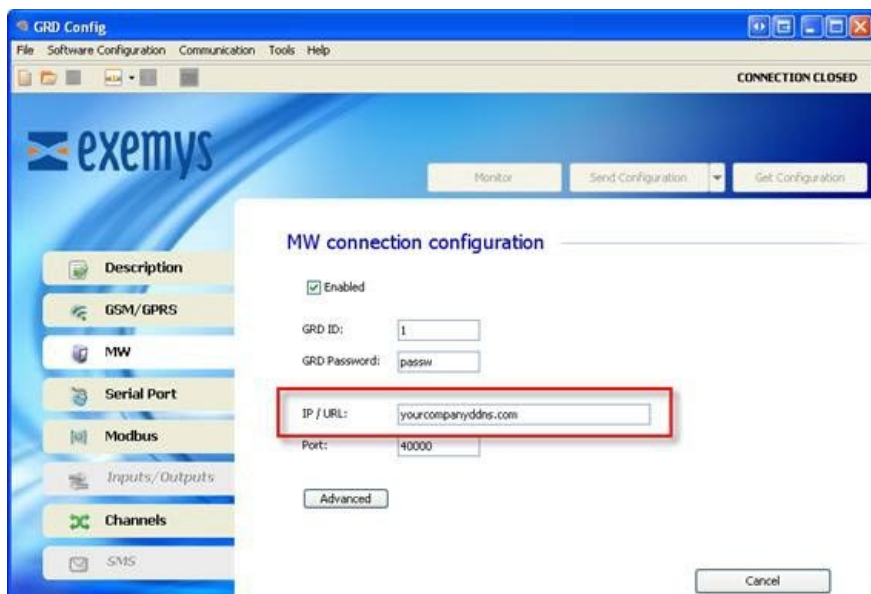 GRD Config
File Software Configuration Communication Tools Help
CONNECTION CLOSED
exemys
Monitor Send Configuration Get Configuration
MW connection configuration
Description
Enabled
GSM/GPRS
GRD ID: 1
MW
GRD Password: passw
Serial Port
IP / URL: yourcompanyddns.com
Modbus
Port: 40000
Inputs/Outputs
Advanced
Channels
SMS
Cancel